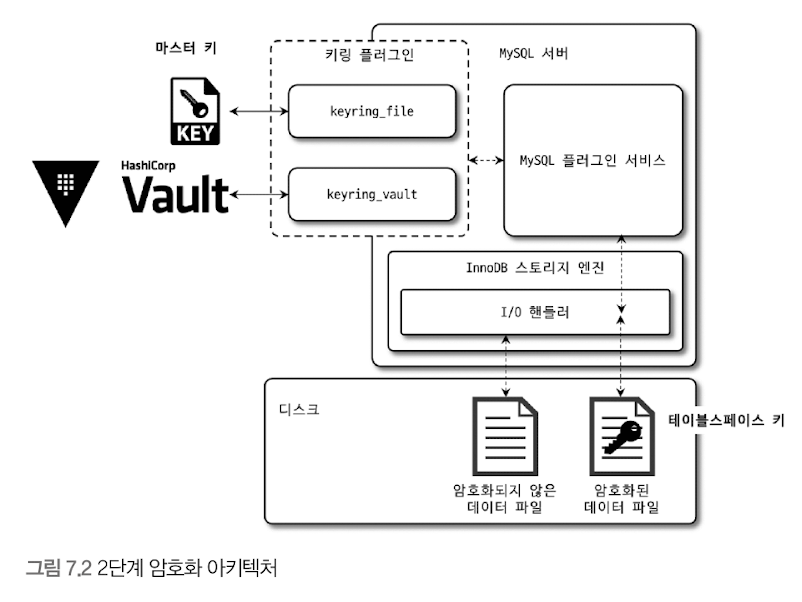 마스터 키
키링 플러그인
MySQL 서버
keyring_file
KEY
MySQL 플러그인 서비스
HashiCorp
Vault
keyring_vault
InnoDB 스토리지 엔진
I/O 핸들러
디스크
테이블스페이스 키
암호화되지 않은
데이터 파일
암호화된
데이터 파일
그림 7.2 2단계 암호화 아키텍처